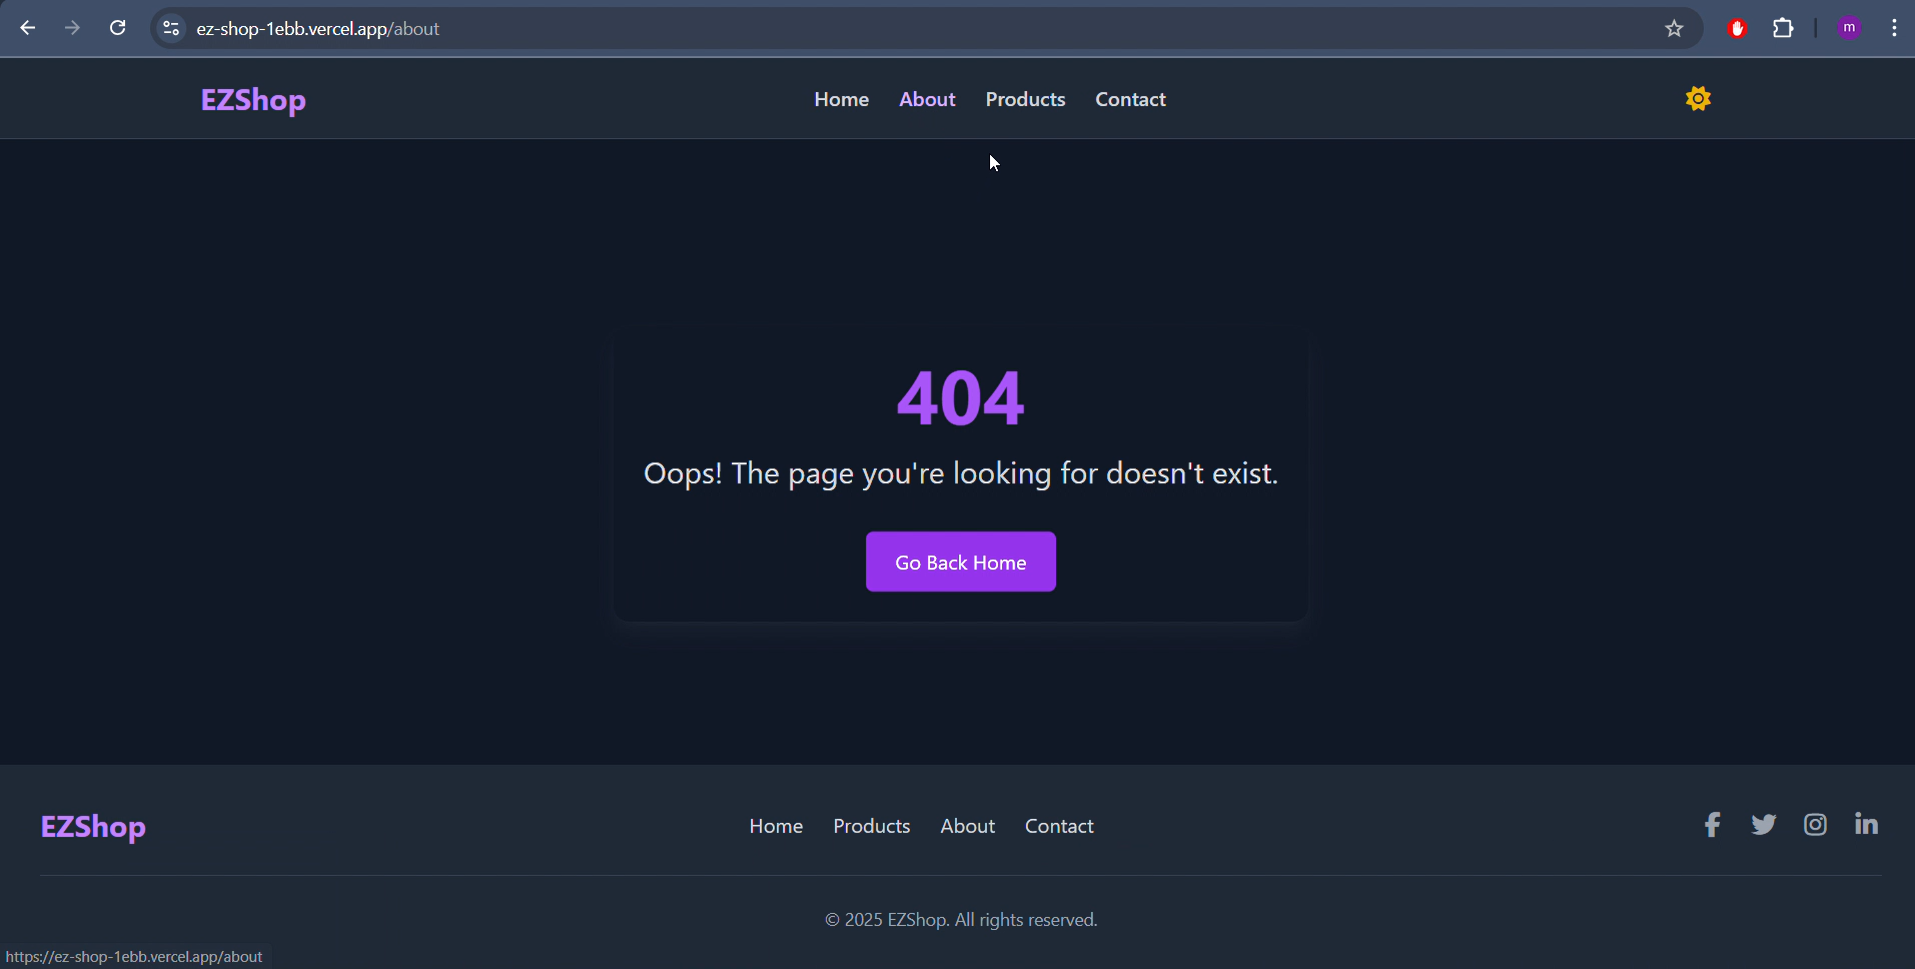 ez-shop-1ebb.vercel.app/about
m
EZShop
Home About Products Contact
404
Oops! The page you're looking for doesn't exist.
Go Back Home
EZShop
Home Products About Contact
© 2025 EZShop. All rights reserved.
https://ez-shop-1ebb.vercel.app/about